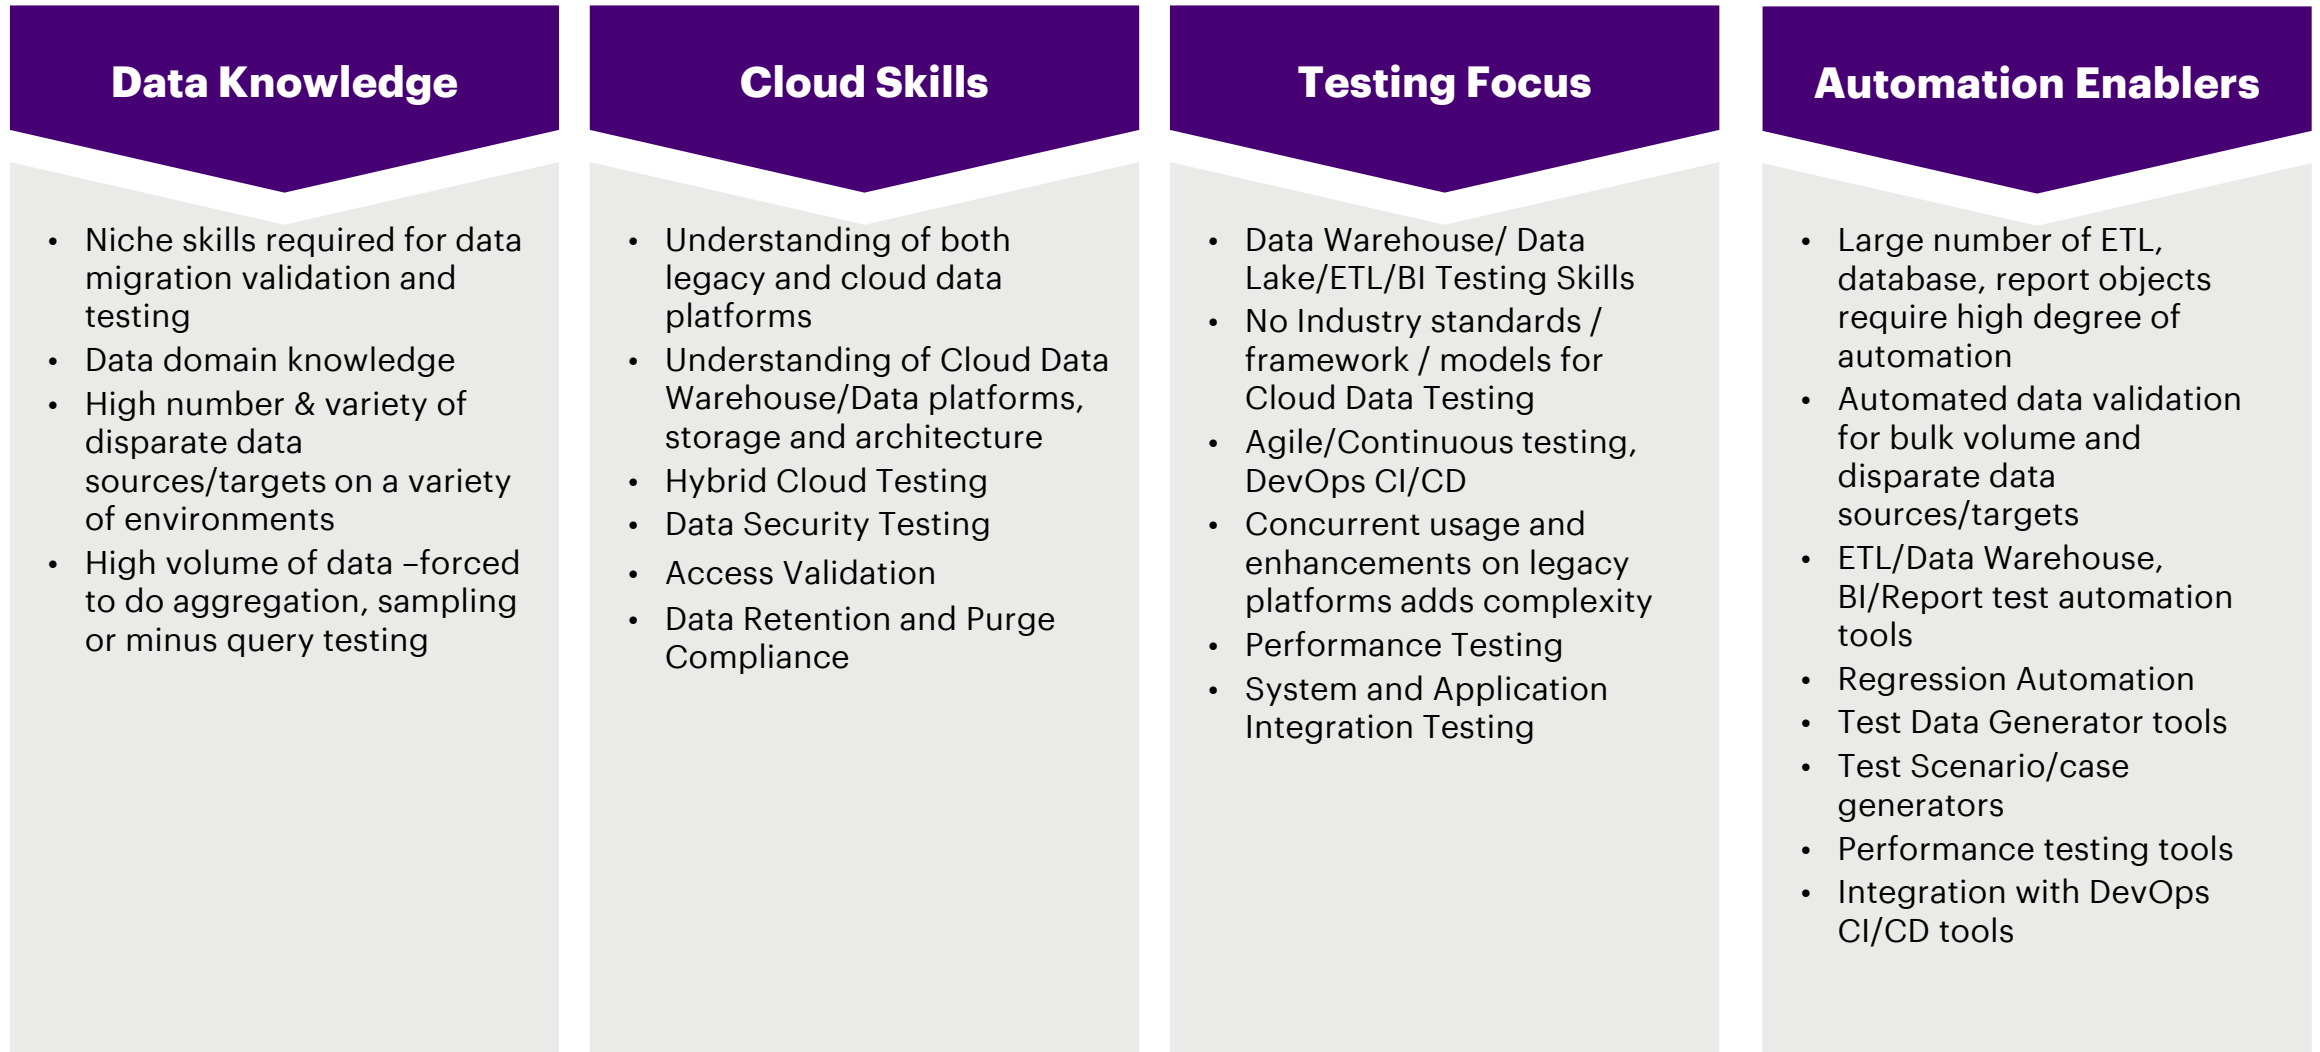 Data Knowledge
• Niche skills required for data
migration validation and
testing
• Data domain knowledge
• High number & variety of
disparate data
sources/targets on a variety
of environments
• High volume of data –forced
to do aggregation, sampling
or minus query testing
Cloud Skills
• Understanding of both
legacy and cloud data
platforms
• Understanding of Cloud Data
Warehouse/Data platforms,
storage and architecture
• Hybrid Cloud Testing
• Data Security Testing
• Access Validation
• Data Retention and Purge
Compliance
Testing Focus
• Data Warehouse/ Data
Lake/ETL/BI Testing Skills
• No Industry standards /
framework / models for
Cloud Data Testing
• Agile/Continuous testing,
DevOps CI/CD
• Concurrent usage and
enhancements on legacy
platforms adds complexity
• Performance Testing
• System and Application
Integration Testing
Automation Enablers
• Large number of ETL,
database, report objects
require high degree of
automation
• Automated data validation
for bulk volume and
disparate data
sources/targets
• ETL/Data Warehouse,
BI/Report test automation
tools
• Regression Automation
• Test Data Generator tools
• Test Scenario/case
generators
• Performance testing tools
• Integration with DevOps
CI/CD tools